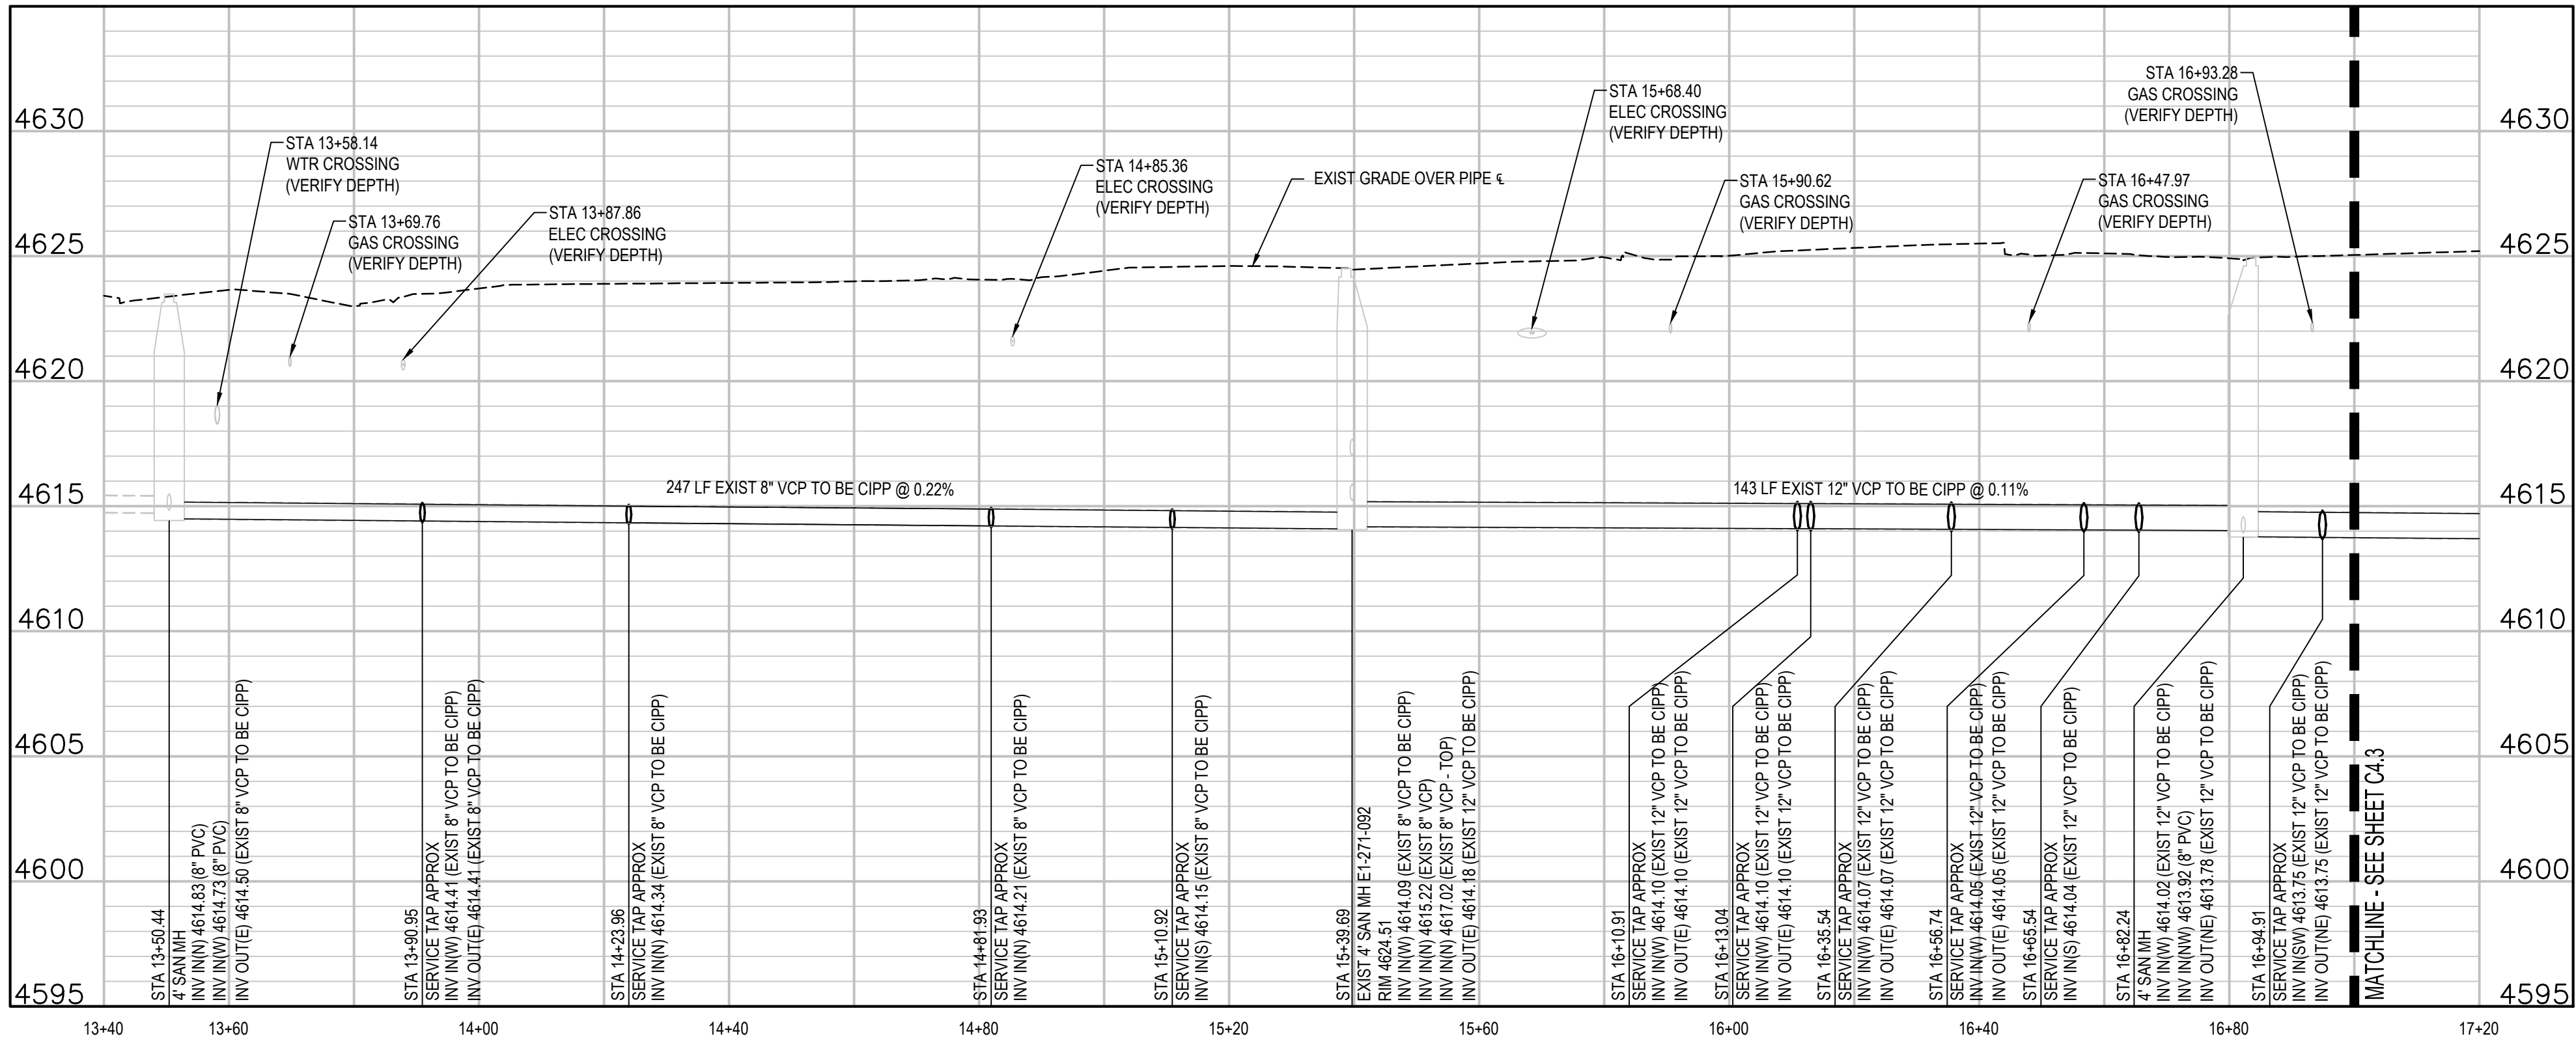 STA 16+93.28
GAS CROSSING
(VERIFY DEPTH)
STA 15+68.40
ELEC CROSSING
(VERIFY DEPTH)
4630
4630
STA 13+58.14
WTR CROSSING
(VERIFY DEPTH)
STA 14+85.36
ELEC CROSSING
(VERIFY DEPTH)
EXIST GRADE OVER PIPE ℄
STA 15+90.62
GAS CROSSING
(VERIFY DEPTH)
STA 16+47.97
GAS CROSSING
(VERIFY DEPTH)
STA 13+69.76
GAS CROSSING
(VERIFY DEPTH)
STA 13+87.86
ELEC CROSSING
(VERIFY DEPTH)
4625
4625
4620
4620
4615
247 LF EXIST 8" VCP TO BE CIPP @ 0.22%
143 LF EXIST 12" VCP TO BE CIPP @ 0.11%
4615
4610
4610
4605
4605
4600
4600
4595
4595
STA 13+50.44
4' SAN MH
INV IN(N) 4614.83 (8" PVC)
INV IN(W) 4614.73 (8" PVC)
INV OUT(E) 4614.50 (EXIST 8" VCP TO BE CIPP)
STA 13+90.95
SERVICE TAP APPROX
INV IN(W) 4614.41 (EXIST 8" VCP TO BE CIPP)
INV OUT(E) 4614.41 (EXIST 8" VCP TO BE CIPP)
STA 14+23.96
SERVICE TAP APPROX
INV IN(N) 4614.34 (EXIST 8" VCP TO BE CIPP)
STA 14+81.93
SERVICE TAP APPROX
INV IN(N) 4614.21 (EXIST 8" VCP TO BE CIPP)
STA 15+10.92
SERVICE TAP APPROX
INV IN(S) 4614.15 (EXIST 8" VCP TO BE CIPP)
STA 15+39.69
EXIST 4' SAN MH E1-271-092
RIM 4624.51
INV IN(W) 4614.09 (EXIST 8" VCP TO BE CIPP)
INV IN(N) 4615.22 (EXIST 8" VCP)
INV IN(N) 4617.02 (EXIST 8" VCP - TOP)
INV OUT(E) 4614.18 (EXIST 12" VCP TO BE CIPP)
STA 16+10.91
SERVICE TAP APPROX
INV IN(W) 4614.10 (EXIST 12" VCP TO BE CIPP)
INV OUT(E) 4614.10 (EXIST 12" VCP TO BE CIPP)
STA 16+13.04
SERVICE TAP APPROX
INV IN(W) 4614.10 (EXIST 12" VCP TO BE CIPP)
INV OUT(E) 4614.10 (EXIST 12" VCP TO BE CIPP)
STA 16+35.54
SERVICE TAP APPROX
INV IN(W) 4614.07 (EXIST 12" VCP TO BE CIPP)
INV OUT(E) 4614.07 (EXIST 12" VCP TO BE CIPP)
STA 16+56.74
SERVICE TAP APPROX
INV IN(W) 4614.05 (EXIST 12" VCP TO BE CIPP)
INV OUT(E) 4614.05 (EXIST 12" VCP TO BE CIPP)
STA 16+65.54
SERVICE TAP APPROX
INV IN(S) 4614.04 (EXIST 12" VCP TO BE CIPP)
STA 16+82.24
4' SAN MH
INV IN(W) 4614.02 (EXIST 12" VCP TO BE CIPP)
INV IN(NW) 4613.92 (8" PVC)
INV OUT(NE) 4613.78 (EXIST 12" VCP TO BE CIPP)
STA 16+94.91
SERVICE TAP APPROX
INV IN(SW) 4613.75 (EXIST 12" VCP TO BE CIPP)
INV OUT(NE) 4613.75 (EXIST 12" VCP TO BE CIPP)
MATCHLINE - SEE SHEET C4.3
13+40
13+60
14+00
14+40
14+80
15+20
15+60
16+00
16+40
16+80
17+20